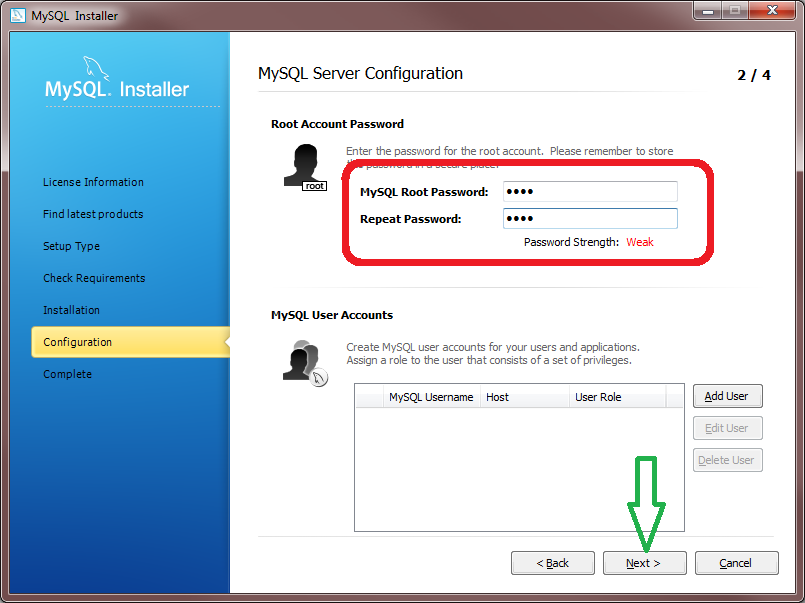 MySQL Installer
MySQL. Installer
License Information
Find latest products
Setup Type
Check Requirements
Installation
Configuration
Complete
MySQL Server Configuration
2 / 4
Root Account Password
root
Enter the password for the root account. Please remember to store
the password in a secure place.
MySQL Root Password:
Repeat Password:
Password Strength: Weak
MySQL User Accounts
Create MySQL user accounts for your users and applications.
Assign a role to the user that consists of a set of privileges.
MySQL Username Host User Role
Add User
Edit User
Delete User
< Back Next > Cancel